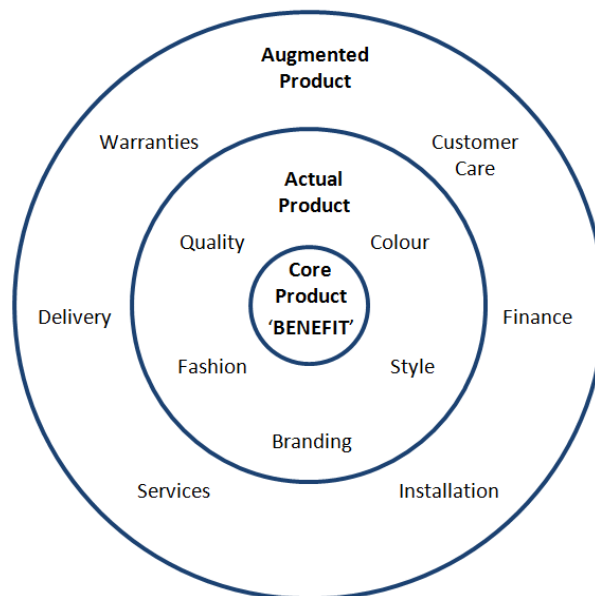 Augmented
Product
Warranties
Customer
Care
Actual
Product
Quality
Colour
Core
Product
‘BENEFIT’
Delivery
Finance
Fashion
Style
Branding
Services
Installation